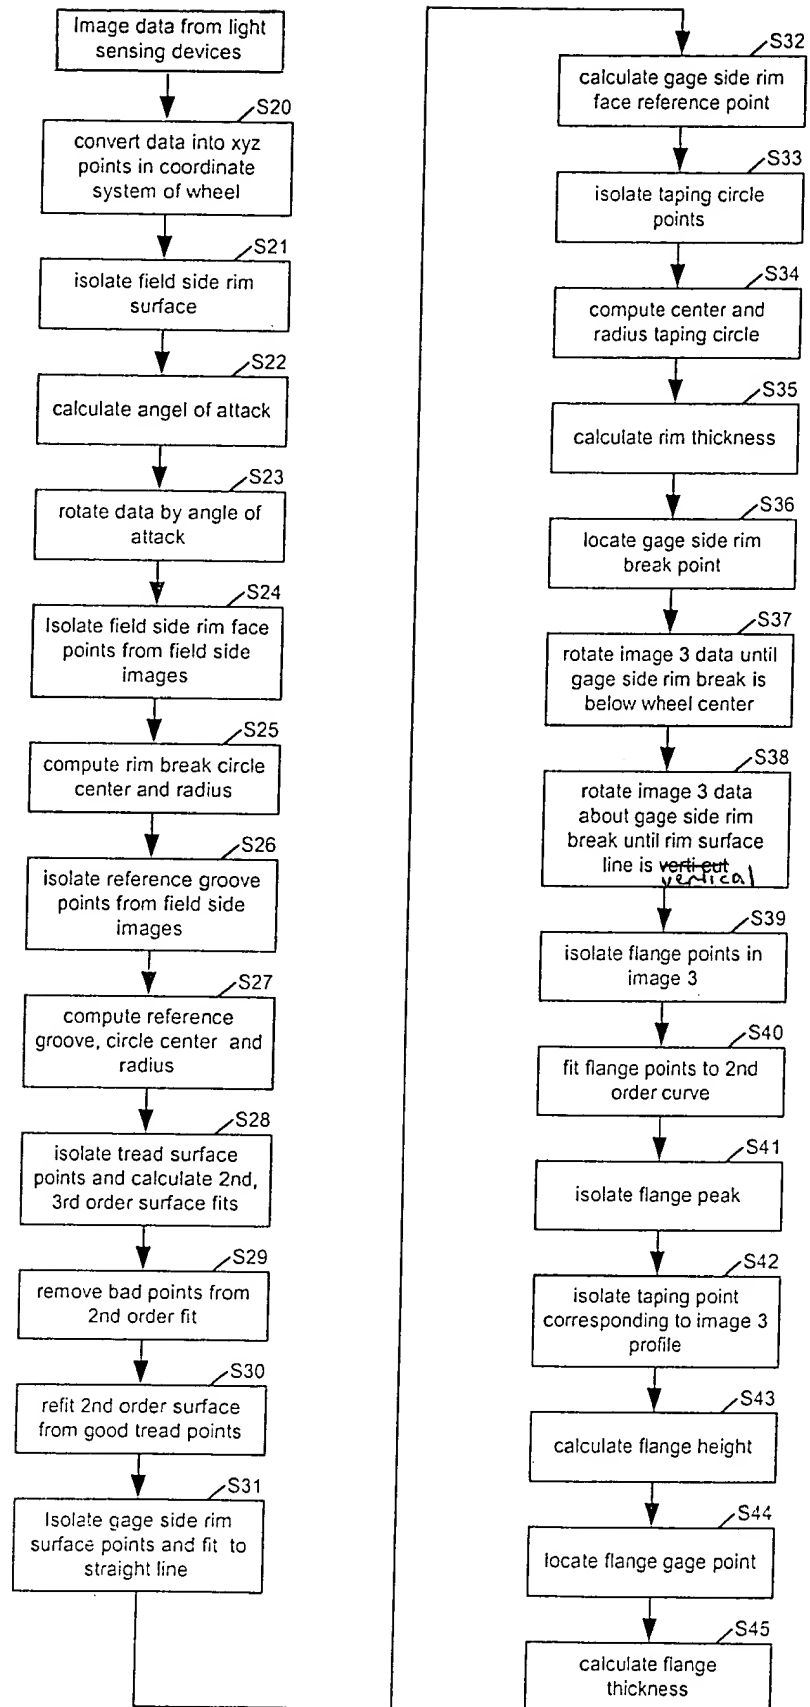 Image data from light
sensing devices
S20
convert data into xyz
points in coordinate
system of wheel
S21
isolate field side rim
surface
S22
calculate angel of attack
S23
rotate data by angle of
attack
S24
Isolate field side rim face
points from field side
images
S25
compute rim break circle
center and radius
S26
isolate reference groove
points from field side
images
S27
compute reference
groove, circle center and
radius
S28
isolate tread surface
points and calculate 2nd,
3rd order surface fits
S29
remove bad points from
2nd order fit
S30
refit 2nd order surface
from good tread points
S31
Isolate gage side rim
surface points and fit to
straight line
S32
calculate gage side rim
face reference point
S33
isolate taping circle
points
S34
compute center and
radius taping circle
S35
calculate rim thickness
S36
locate gage side rim
break point
S37
rotate image 3 data until
gage side rim break is
below wheel center
S38
rotate image 3 data
about gage side rim
break until rim surface
line is
vertical
S39
isolate flange points in
image 3
S40
fit flange points to 2nd
order curve
S41
isolate flange peak
S42
isolate taping point
corresponding to image 3
profile
S43
calculate flange height
S44
locate flange gage point
S45
calculate flange
thickness